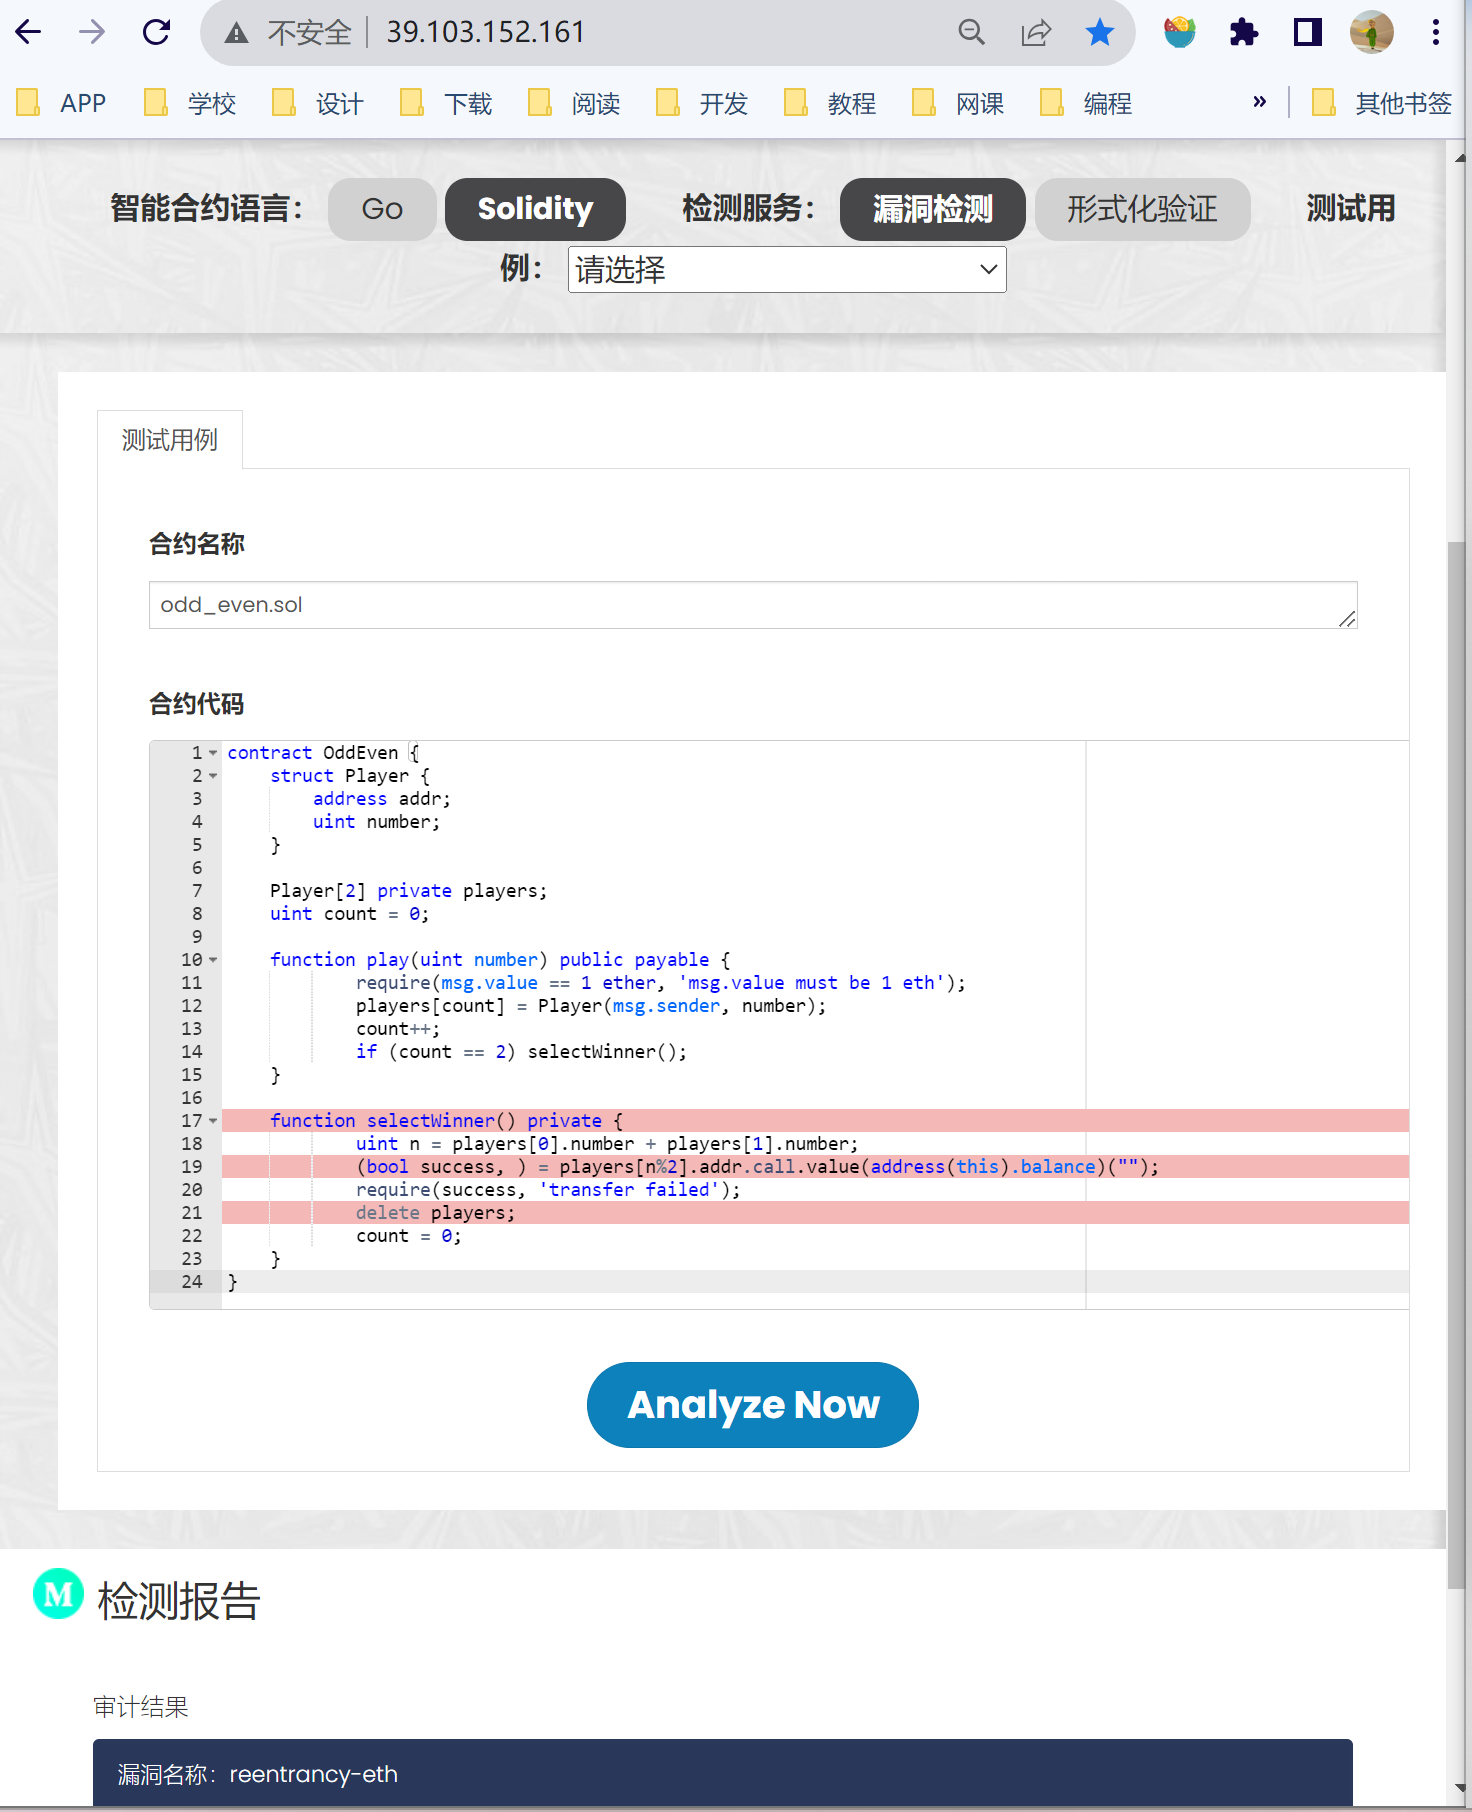 不安全 39.103.152.161
APP 学校 设计 下载 阅读 开发 教程 网课 编程 » 其他书签
智能合约语言： Go Solidity 检测服务： 漏洞检测 形式化验证 测试用
例： 请选择
测试用例
合约名称
odd_even.sol
合约代码
1 contract OddEven {
2 struct Player {
3 address addr;
4 uint number;
5 }
6
7 Player[2] private players;
8 uint count = 0;
9
10 function play(uint number) public payable {
11 require(msg.value == 1 ether, 'msg.value must be 1 eth');
12 players[count] = Player(msg.sender, number);
13 count++;
14 if (count == 2) selectWinner();
15 }
16
17 function selectWinner() private {
18 uint n = players[0].number + players[1].number;
19 (bool success, ) = players[n%2].addr.call.value(address(this).balance)("");
20 require(success, 'transfer failed');
21 delete players;
22 count = 0;
23 }
24 }
Analyze Now
M 检测报告
审计结果
漏洞名称：reentrancy-eth